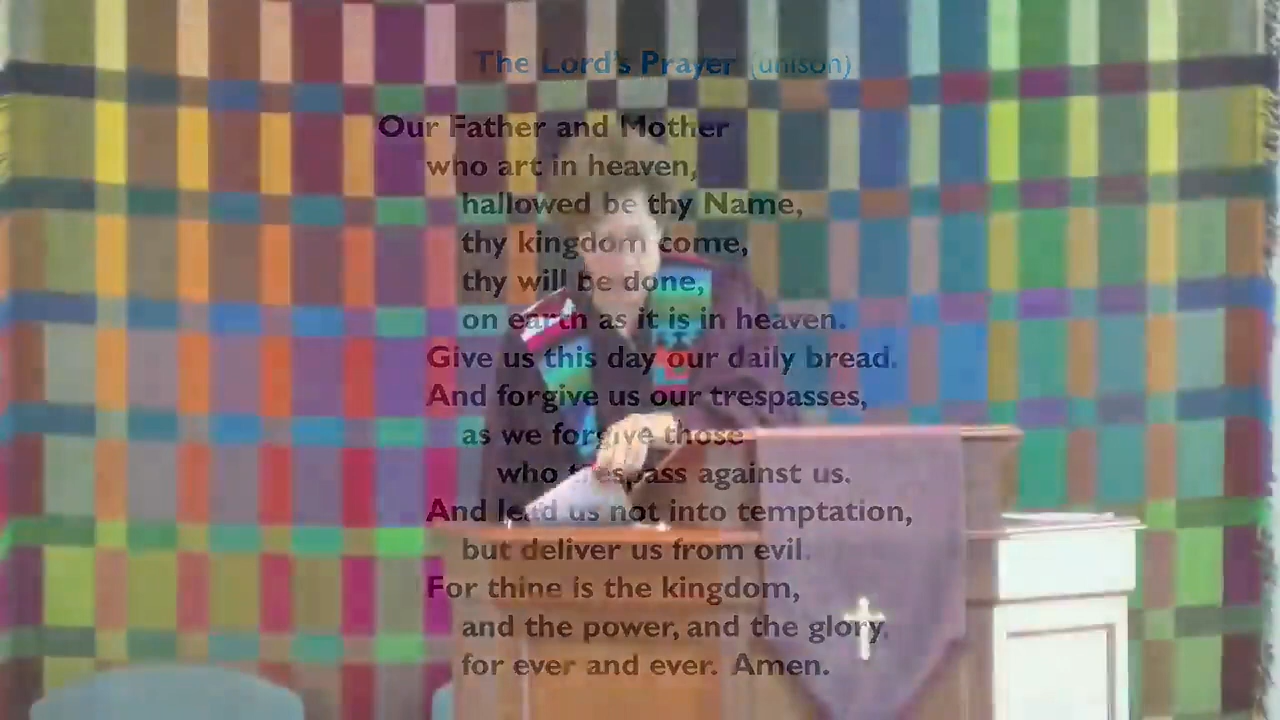 The Lord's Prayer (unison)
Our Father and Mother
who art in heaven,
hallowed be thy Name,
thy kingdom come,
thy will be done,
on earth as it is in heaven.
Give us this day our daily bread.
And forgive us our trespasses,
as we forgive those
who trespass against us.
And lead us not into temptation,
but deliver us from evil.
For thine is the kingdom,
and the power, and the glory,
for ever and ever. Amen.